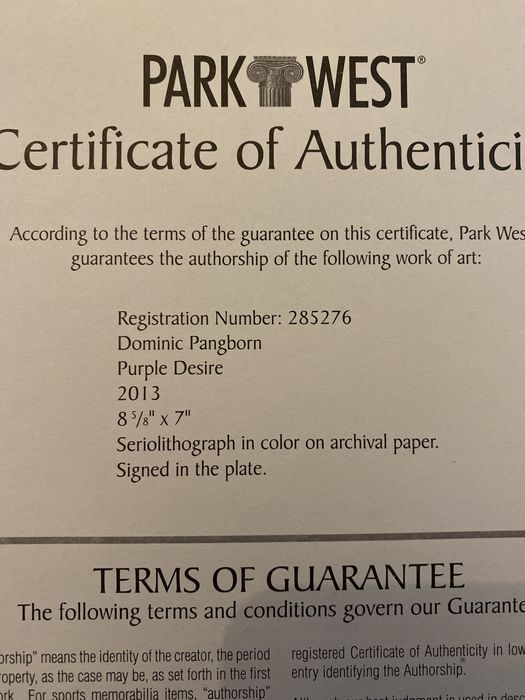 PARK WEST®
Certificate of Authentici
According to the terms of the guarantee on this certificate, Park Wes
guarantees the authorship of the following work of art:
Registration Number: 285276
Dominic Pangborn
Purple Desire
2013
8 5/8" x 7"
Seriolithograph in color on archival paper.
Signed in the plate.
TERMS OF GUARANTEE
The following terms and conditions govern our Guarante
orship" means the identity of the creator, the period
roperty, as the case may be, as set forth in the first
ork. For sports memorabilia items, "authorship"
registered Certificate of Authenticity in low
entry identifying the Authorship.